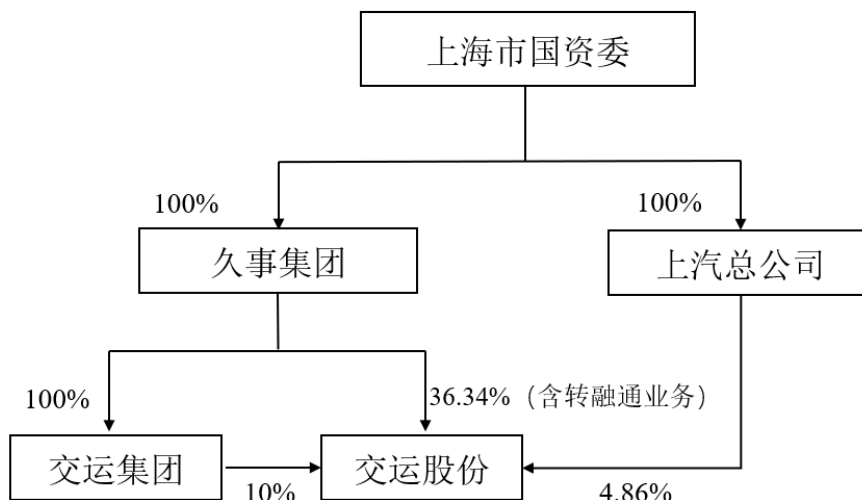 上海市国资委
100%
100%
久事集团
上汽总公司
100%
36.34%（含转融通业务）
交运集团
交运股份
10%
4.86%